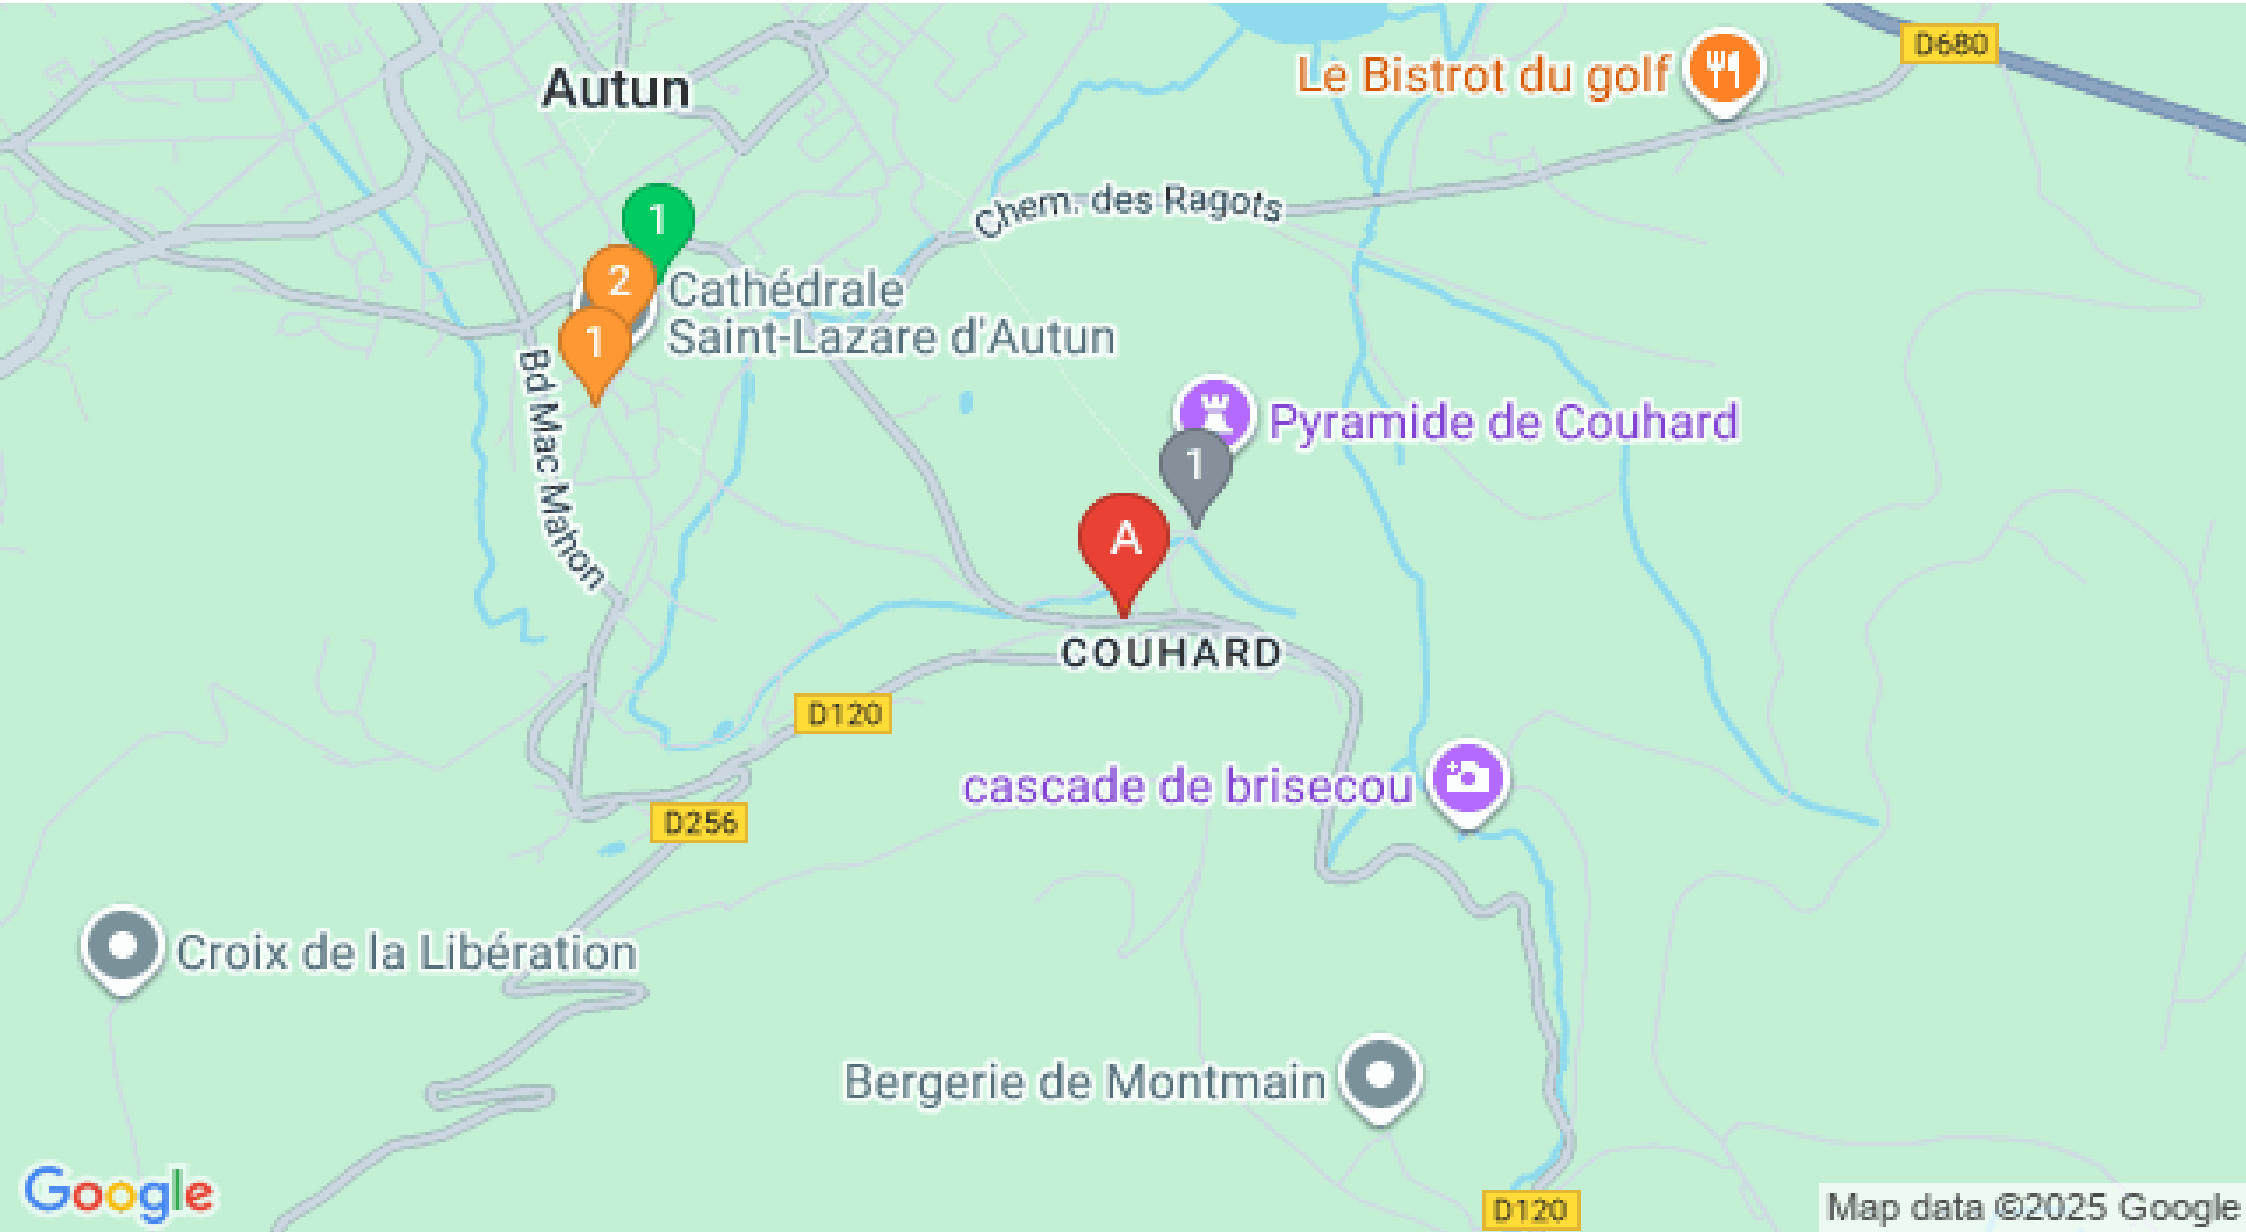 D680
Le Bistrot du golf
Autun
Chem. des Ragots
1
2
Cathédrale
Saint-Lazare d'Autun
1
Bd Mac Mahon
Pyramide de Couhard
1
A
COUHARD
D120
cascade de brisecou
D256
Croix de la Libération
Bergerie de Montmain
Google
D120
Map data ©2025 Google